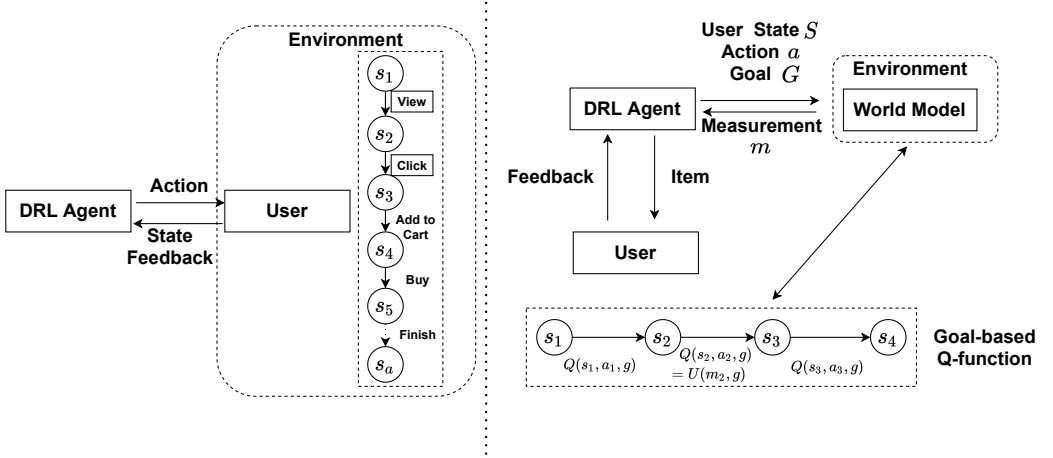 Environment
s₁
View
s₂
Click
s₃
Add to
Cart
s₄
Buy
s₅
Finish
sₐ
DRL Agent
Action
State
Feedback
User
User State S
Action a
Goal G
DRL Agent
Measurement
m
Environment
World Model
Feedback
Item
User
s₁
s₂
s₃
s₄
Q(s₁, a₁, g)
Q(s₂, a₂, g)
= U(m₂, g)
Q(s₃, a₃, g)
Goal-based
Q-function